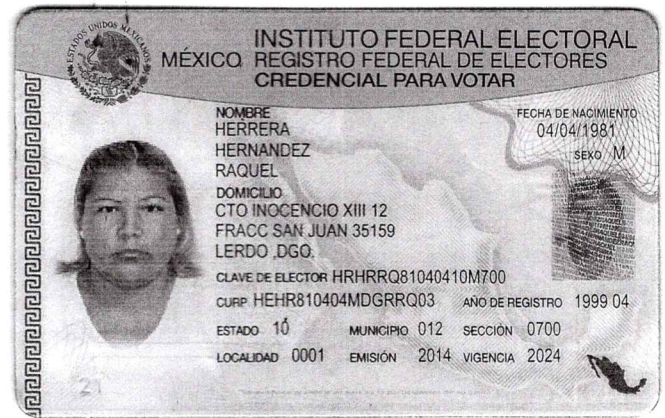 ESTADOS UNIDOS MEXICANOS
MÉXICO
INSTITUTO FEDERAL ELECTORAL
REGISTRO FEDERAL DE ELECTORES
CREDENCIAL PARA VOTAR
NOMBRE
HERRERA
HERNANDEZ
RAQUEL
FECHA DE NACIMIENTO
04/04/1981
SEXO M
DOMICILIO
CTO INOCENCIO XIII 12
FRACC SAN JUAN 35159
LERDO ,DGO.
CLAVE DE ELECTOR HRHRRQ81040410M700
CURP HEHR810404MDGRRQ03 AÑO DE REGISTRO 1999 04
ESTADO 10 MUNICIPIO 012 SECCIÓN 0700
LOCALIDAD 0001 EMISIÓN 2014 VIGENCIA 2024